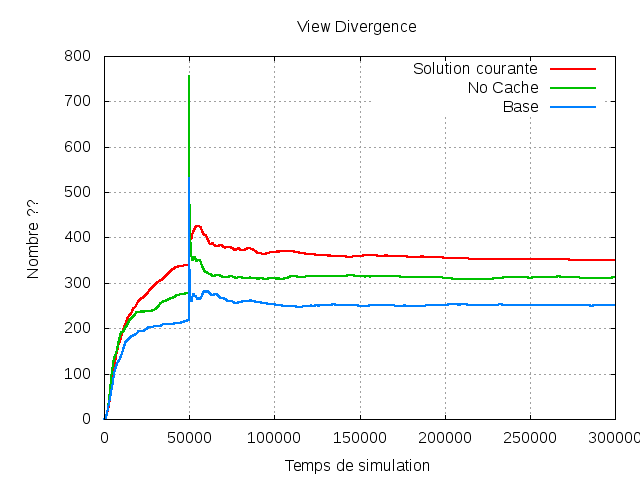 View Divergence
800
700
600
500
400
300
200
100
0
Nombre ??
Solution courante
No Cache
Base
0 50000 100000 150000 200000 250000 300000
Temps de simulation